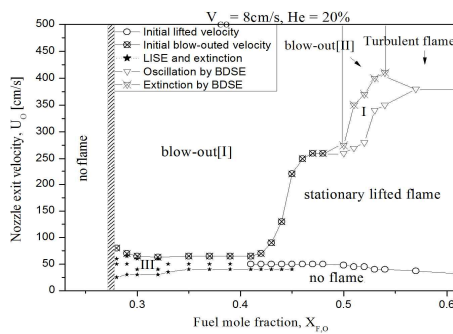 V_CO = 8cm/s, He = 20%
Initial lifted velocity
Initial blow-outed velocity
LISE and extinction
Oscillation by BDSE
Extinction by BDSE
blow-out[II]
Turbulent flame
no flame
blow-out[I]
I
stationary lifted flame
III
no flame
Nozzle exit velocity, U_O [cm/s]
500
450
400
350
300
250
200
150
100
50
0
0.3
0.4
0.5
0.6
Fuel mole fraction, X_F,O